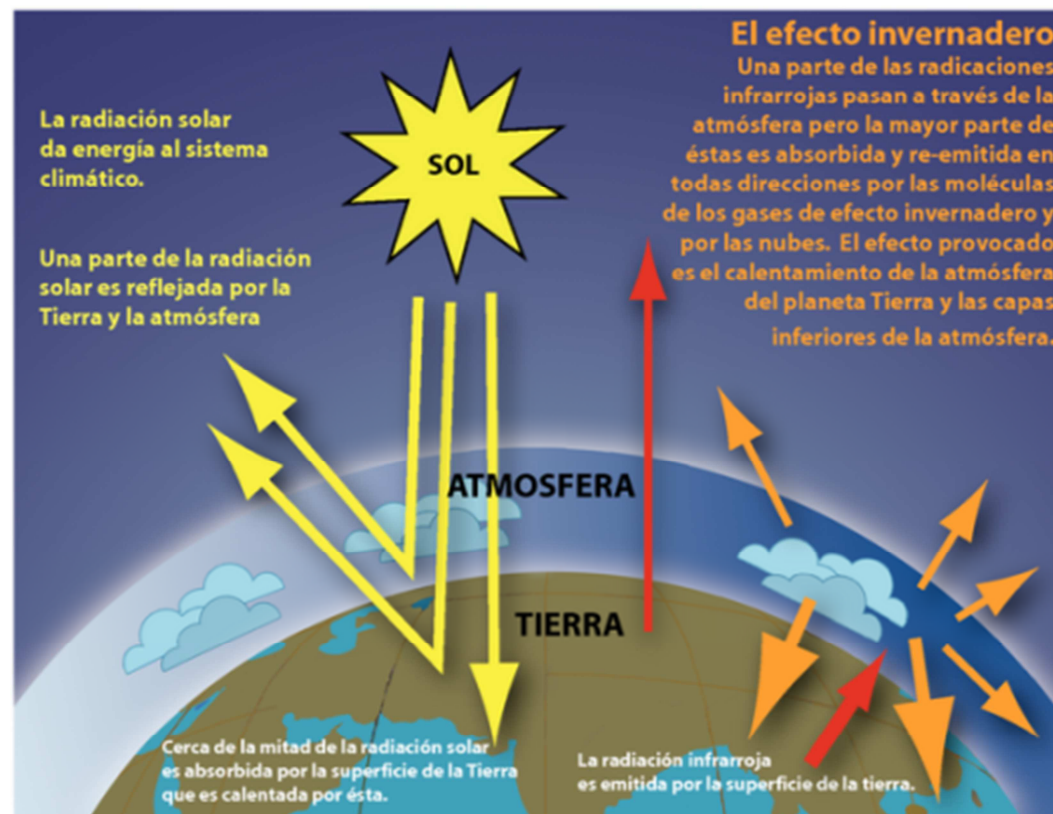 La radiación solar
da energía al sistema
climático.
Una parte de la radiación
solar es reflejada por la
Tierra y la atmósfera
SOL
El efecto invernadero
Una parte de las radicaciones
infrarrojas pasan a través de la
atmósfera pero la mayor parte de
éstas es absorbida y re-emitida en
todas direcciones por las moléculas
de los gases de efecto invernadero y
por las nubes. El efecto provocado
es el calentamiento de la atmósfera
del planeta Tierra y las capas
inferiores de la atmósfera.
ATMOSFERA
TIERRA
Cerca de la mitad de la radiación solar
es absorbida por la superficie de la Tierra
que es calentada por ésta.
La radiación infrarroja
es emitida por la superficie de la tierra.